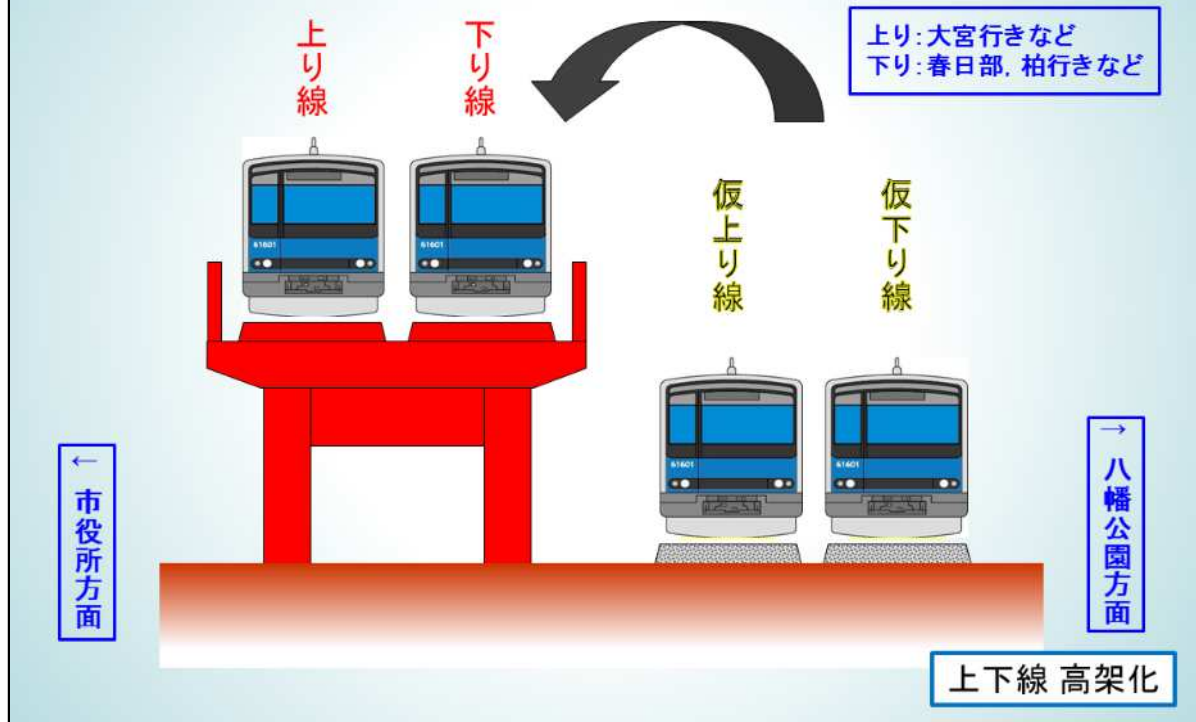 上り線
下り線
上り:大宮行きなど
下り:春日部,柏行きなど
仮上り線
仮下り線
61601
61601
61601
61601
← 市役所方面
→ 八幡公園方面
上下線 高架化